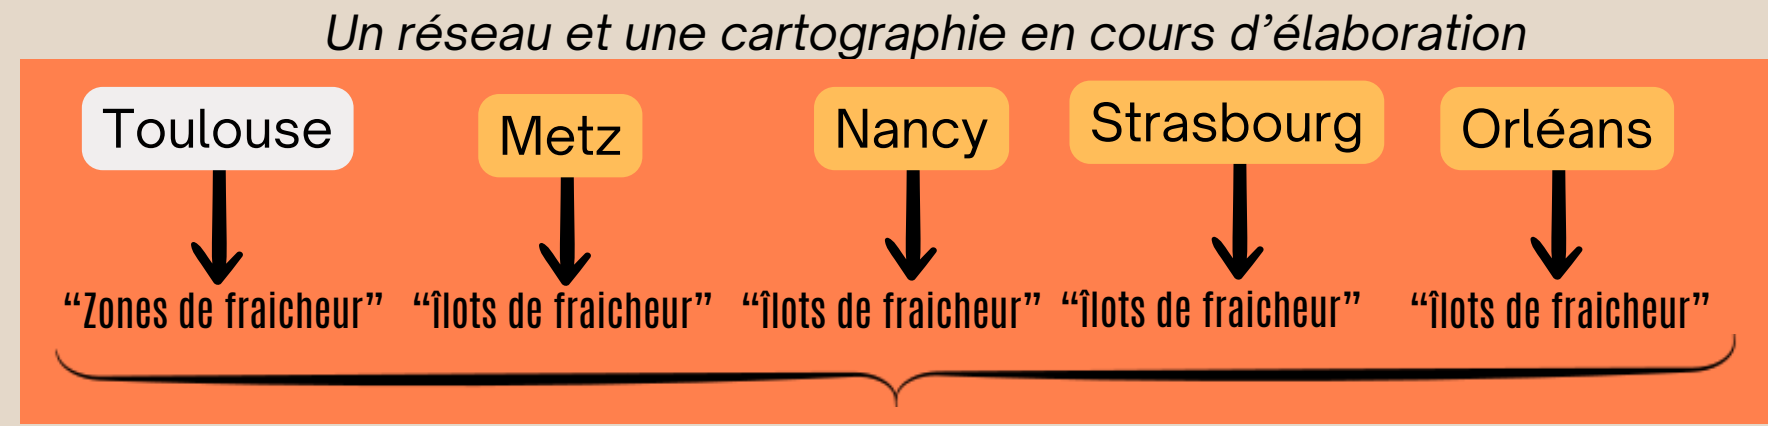 Un réseau et une cartographie en cours d’élaboration
Toulouse Metz Nancy Strasbourg Orléans
“Zones de fraicheur” “îlots de fraicheur” “îlots de fraicheur” “îlots de fraicheur” “îlots de fraicheur”